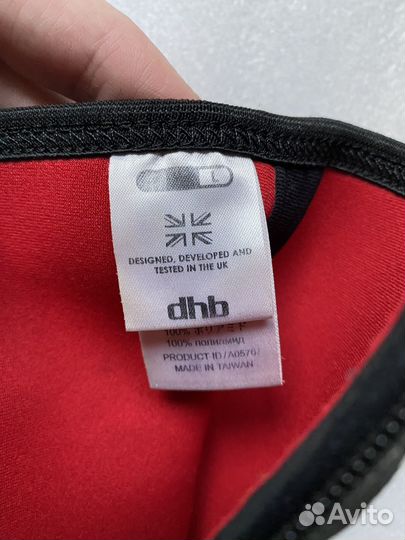 L
DESIGNED, DEVELOPED AND
TESTED IN THE UK
dhb
100% ポリアミド
100% полиамид
PRODUCT ID/A0576/
MADE IN TAIWAN
Avito